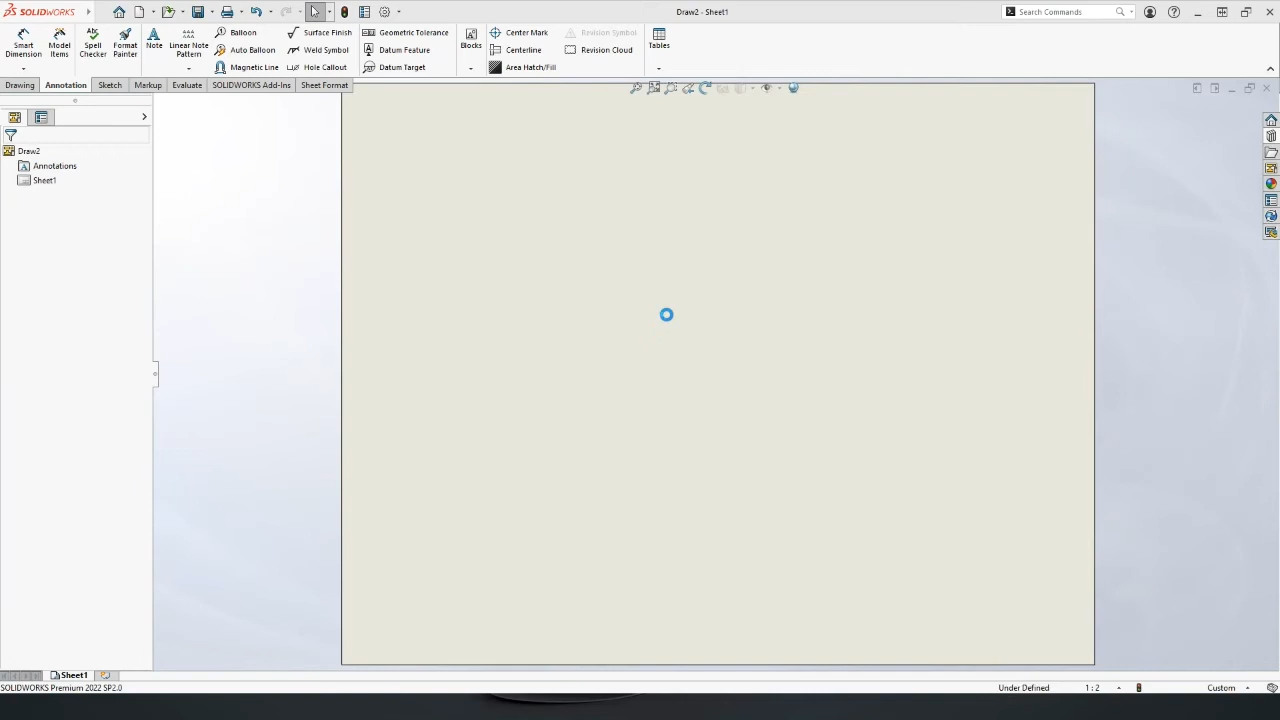 SOLIDWORKS
Draw2 - Sheet1
Search Commands
Smart Dimension
Model Items
Spell Checker
Format Painter
Note
Linear Note Pattern
Balloon
Auto Balloon
Magnetic Line
Surface Finish
Weld Symbol
Hole Callout
Geometric Tolerance
Datum Feature
Datum Target
Blocks
Center Mark
Centerline
Area Hatch/Fill
Revision Symbol
Revision Cloud
Tables
Drawing
Annotation
Sketch
Markup
Evaluate
SOLIDWORKS Add-Ins
Sheet Format
Draw2
Annotations
Sheet1
Sheet1
SOLIDWORKS Premium 2022 SP2.0
Under Defined
1 : 2
Custom